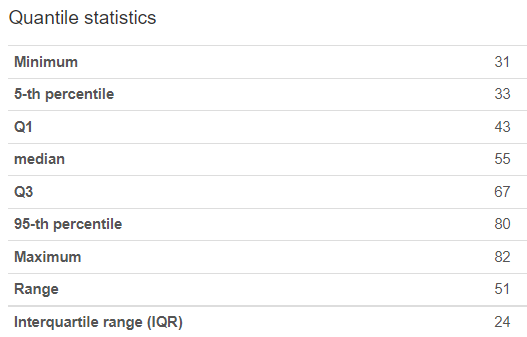 Quantile statistics
Minimum 31
5-th percentile 33
Q1 43
median 55
Q3 67
95-th percentile 80
Maximum 82
Range 51
Interquartile range (IQR) 24